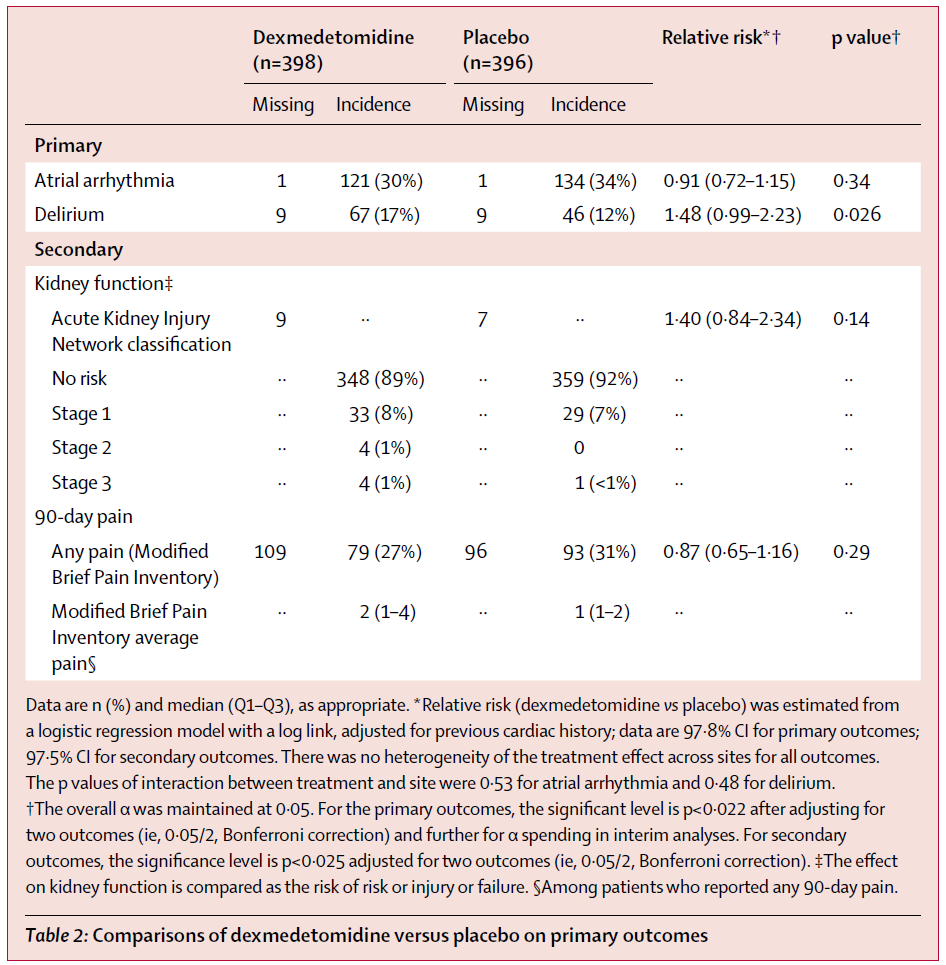 Dexmedetomidine (n=398) Placebo (n=396) Relative risk*† p value†
Missing Incidence Missing Incidence
Primary
Atrial arrhythmia 1 121 (30%) 1 134 (34%) 0·91 (0·72–1·15) 0·34
Delirium 9 67 (17%) 9 46 (12%) 1·48 (0·99–2·23) 0·026
Secondary
Kidney function‡
Acute Kidney Injury 9 ·· 7 ·· 1·40 (0·84–2·34) 0·14
Network classification
No risk ·· 348 (89%) ·· 359 (92%) ·· ··
Stage 1 ·· 33 (8%) ·· 29 (7%) ·· ··
Stage 2 ·· 4 (1%) ·· 0 ·· ··
Stage 3 ·· 4 (1%) ·· 1 (<1%) ·· ··
90-day pain
Any pain (Modified 109 79 (27%) 96 93 (31%) 0·87 (0·65–1·16) 0·29
Brief Pain Inventory)
Modified Brief Pain ·· 2 (1–4) ·· 1 (1–2) ·· ··
Inventory average
pain§
Data are n (%) and median (Q1–Q3), as appropriate. *Relative risk (dexmedetomidine vs placebo) was estimated from
a logistic regression model with a log link, adjusted for previous cardiac history; data are 97·8% CI for primary outcomes;
97·5% CI for secondary outcomes. There was no heterogeneity of the treatment effect across sites for all outcomes.
The p values of interaction between treatment and site were 0·53 for atrial arrhythmia and 0·48 for delirium.
†The overall α was maintained at 0·05. For the primary outcomes, the significant level is p<0·022 after adjusting for
two outcomes (ie, 0·05/2, Bonferroni correction) and further for α spending in interim analyses. For secondary
outcomes, the significance level is p<0·025 adjusted for two outcomes (ie, 0·05/2, Bonferroni correction). ‡The effect
on kidney function is compared as the risk of risk or injury or failure. §Among patients who reported any 90-day pain.
Table 2: Comparisons of dexmedetomidine versus placebo on primary outcomes